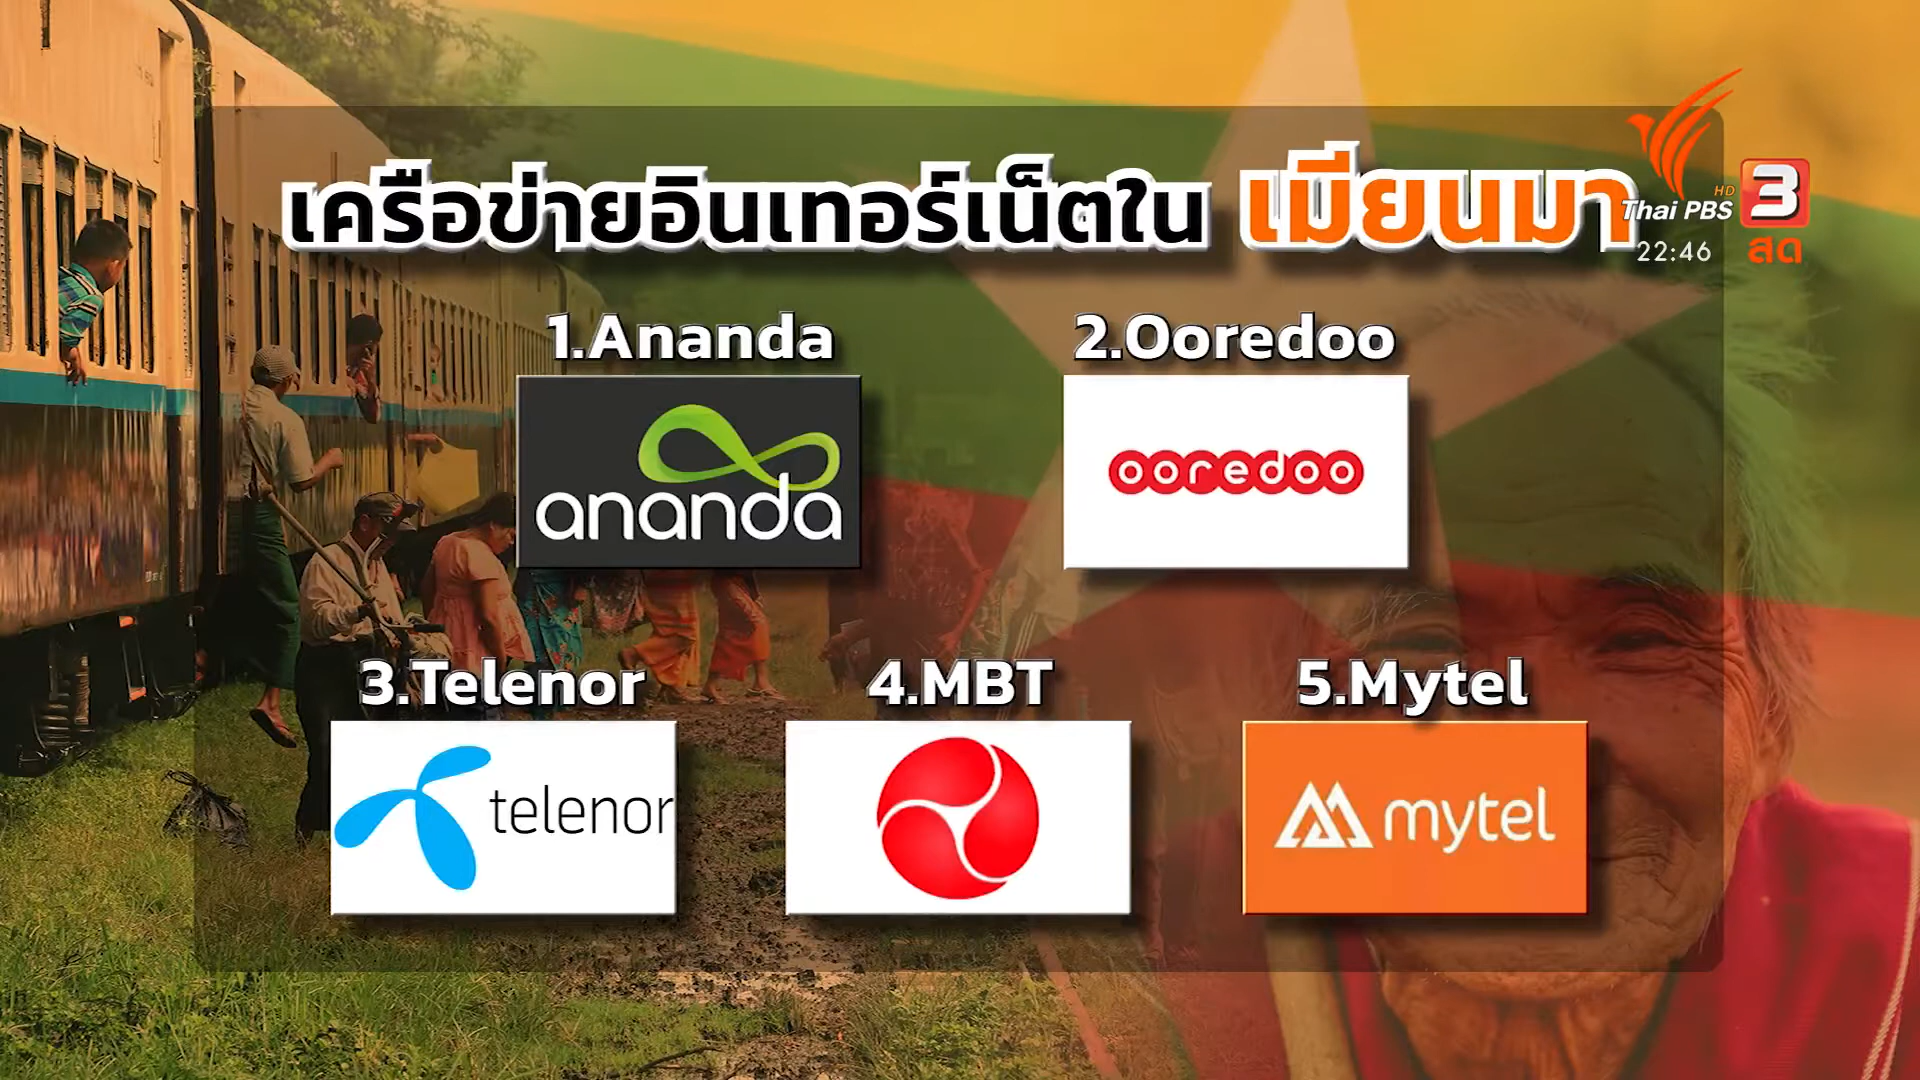 เครือข่ายอินเทอร์เน็ตใน เมียนมา
HD
Thai PBS 3
22:46 สด
1.Ananda
2.Ooredoo
ananda
ooredoo
3.Telenor
4.MBT
5.Mytel
telenor
mytel